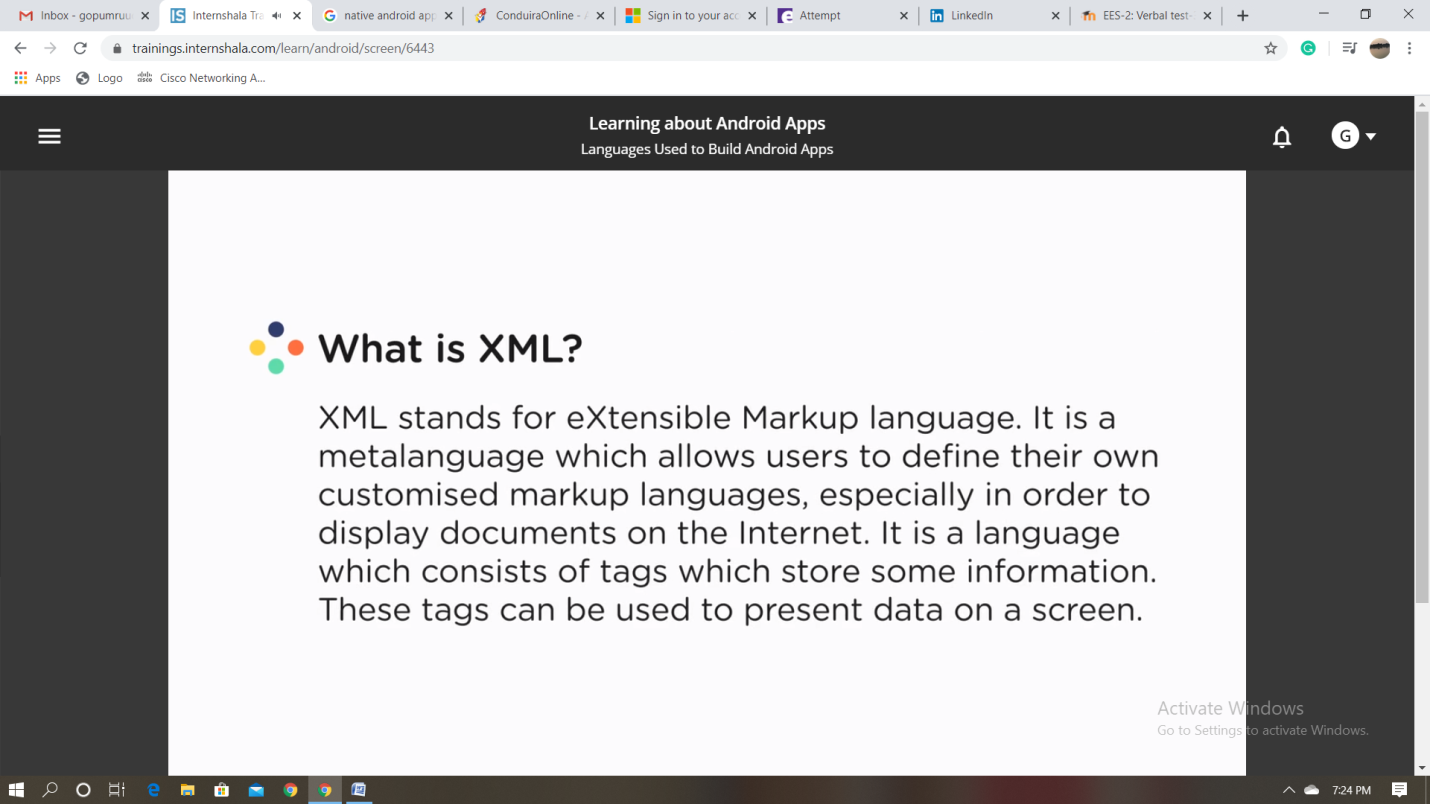 Inbox - gopumruu
Internshala Tra
native android app
ConduiraOnline - A
Sign in to your acc
Attempt
LinkedIn
EES-2: Verbal test-
trainings.internshala.com/learn/android/screen/6443
Apps Logo Cisco Networking A...
Learning about Android Apps
Languages Used to Build Android Apps
G
What is XML?
XML stands for eXtensible Markup language. It is a
metalanguage which allows users to define their own
customised markup languages, especially in order to
display documents on the Internet. It is a language
which consists of tags which store some information.
These tags can be used to present data on a screen.
Activate Windows
Go to Settings to activate Windows.
7:24 PM